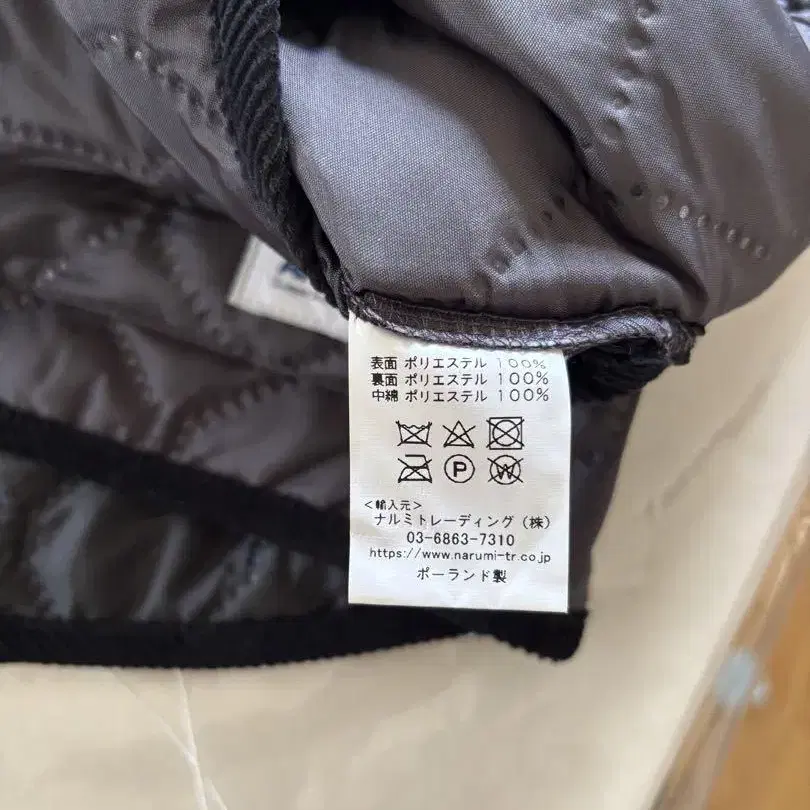 表面 ポリエステル 100%
裏面 ポリエステル 100%
中綿 ポリエステル 100%
P W
<輸入元>
ナルミトレーディング (株)
03-6863-7310
https://www.narumi-tr.co.jp
ポーランド製